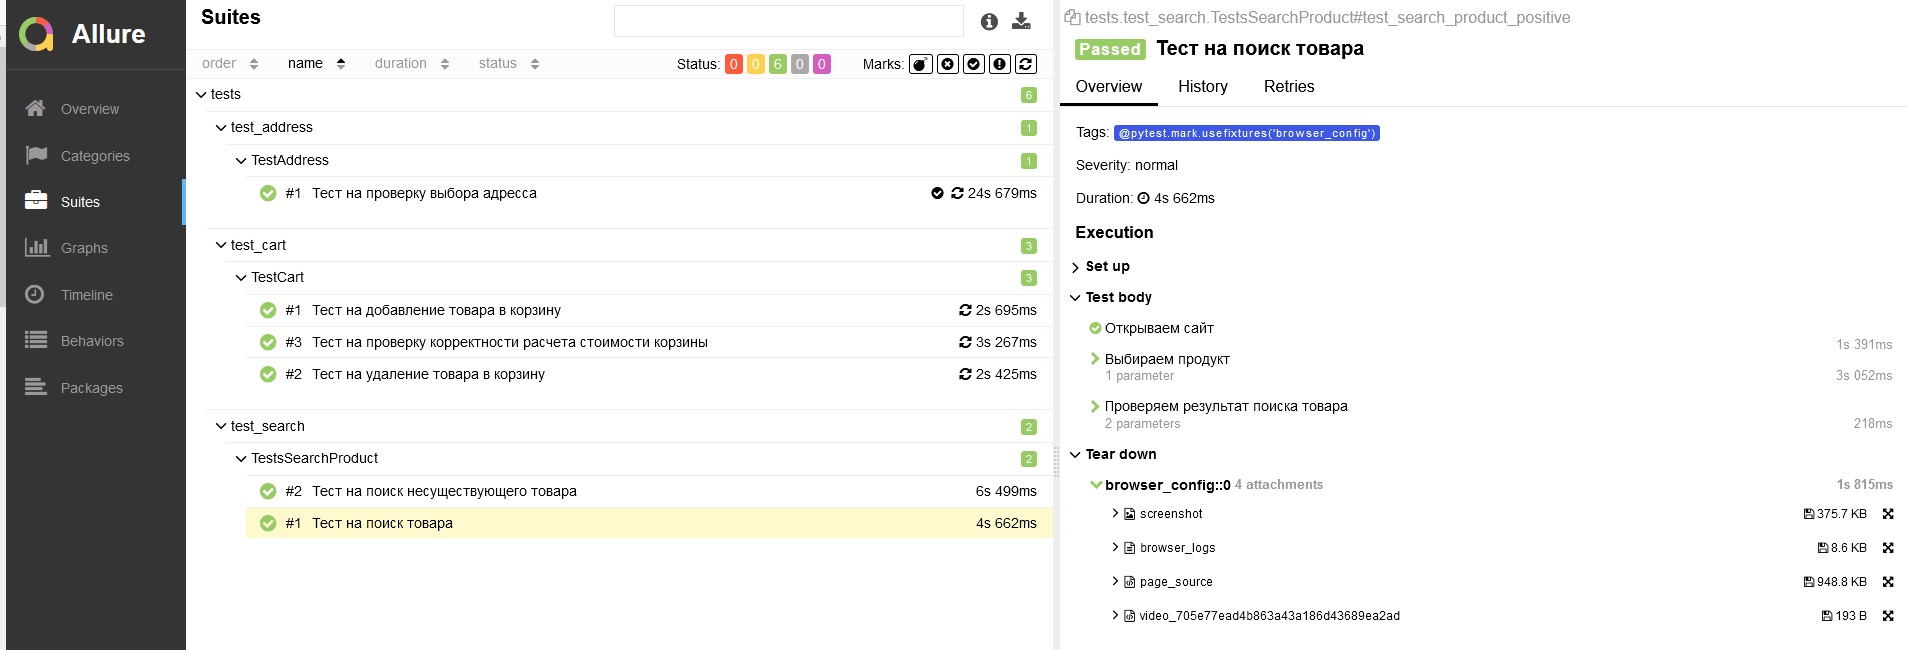 Allure
Overview
Categories
Suites
Graphs
Timeline
Behaviors
Packages
Suites
order name duration status Status: 0 0 6 0 0 Marks:
tests 6
test_address 1
TestAddress 1
#1 Тест на проверку выбора адреса 24s 679ms
test_cart 3
TestCart 3
#1 Тест на добавление товара в корзину 2s 695ms
#3 Тест на проверку корректности расчета стоимости корзины 3s 267ms
#2 Тест на удаление товара в корзину 2s 425ms
test_search 2
TestsSearchProduct 2
#2 Тест на поиск несуществующего товара 6s 499ms
#1 Тест на поиск товара 4s 662ms
tests.test_search.TestsSearchProduct#test_search_product_positive
Passed Тест на поиск товара
Overview History Retries
Tags: @pytest.mark.usefixtures('browser_config')
Severity: normal
Duration: 4s 662ms
Execution
Set up
Test body
Открываем сайт
1s 391ms
Выбираем продукт
1 parameter 3s 052ms
Проверяем результат поиска товара
2 parameters 218ms
Tear down
browser_config::0 4 attachments 1s 815ms
screenshot 375.7 KB
browser_logs 8.6 KB
page_source 948.8 KB
video_705e77ead4b863a43a186d43689ea2ad 193 B